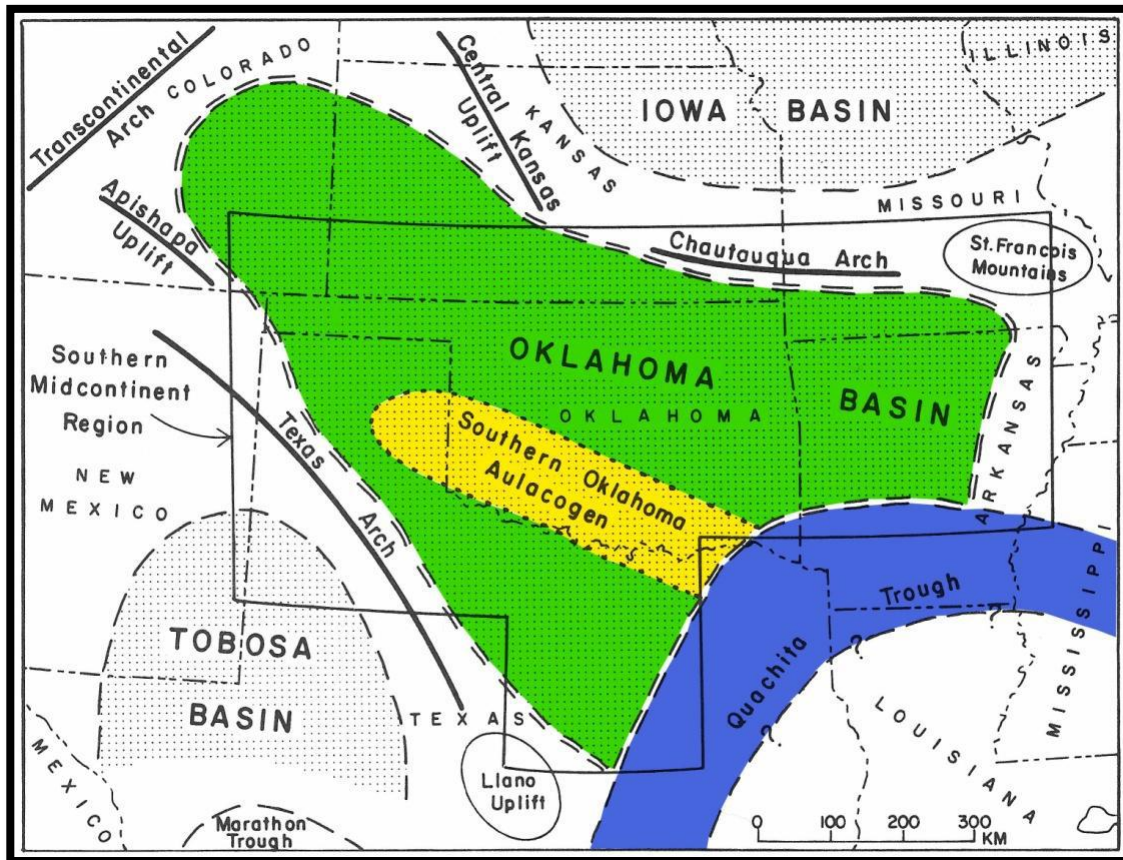 Transcontinental
Arch
COLORADO
Central Kansas
Uplift
KANSAS
ILLINOIS
IOWA BASIN
MISSOURI
Apishapa
Uplift
Chautauqua Arch
St. Francois
Mountains
Southern
Midcontinent
Region
OKLAHOMA
BASIN
OKLAHOMA
ARKANSAS
Southern Oklahoma
Aulacogen
Texas Arch
NEW
MEXICO
Trough
Ouachita
?
?
?
MISSISSIPPI
TOBOSA
BASIN
TEXAS
LOUISIANA
MEXICO
Llano
Uplift
Marathon
Trough
0 100 200 300
KM